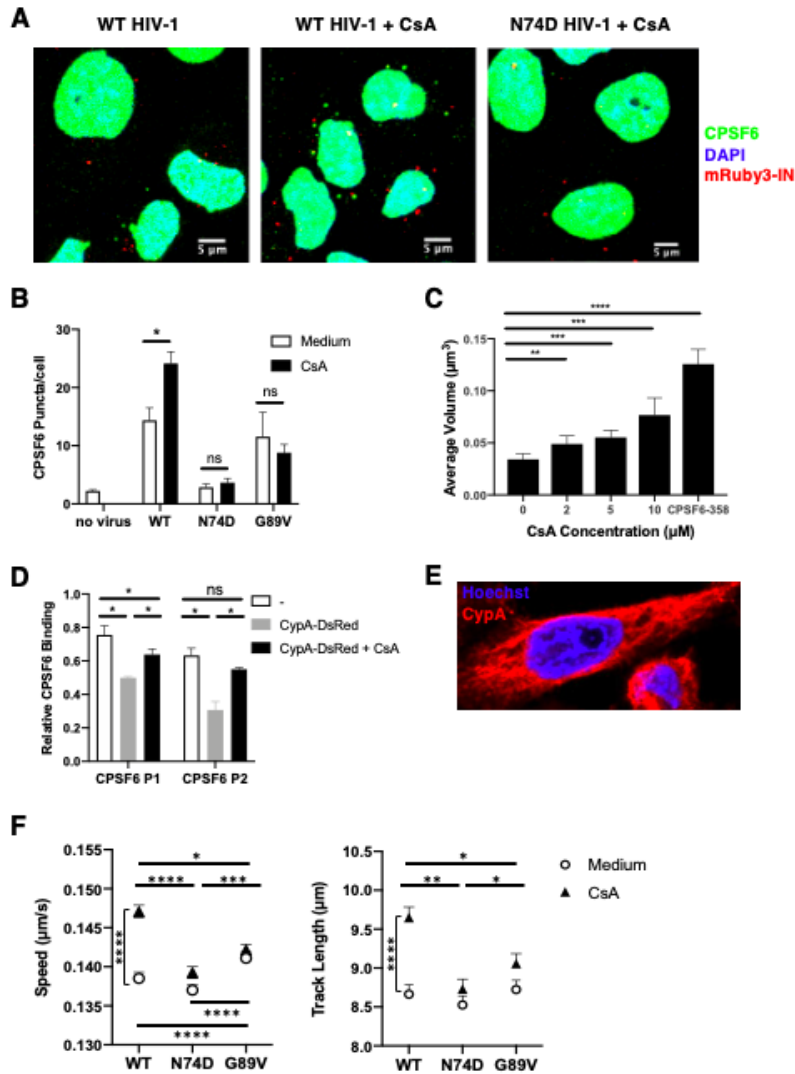 A
WT HIV-1
WT HIV-1 + CsA
N74D HIV-1 + CsA
CPSF6
DAPI
mRuby3-IN
5 µm
5 µm
5 µm
B
CPSF6 Puncta/cell
30
20
10
0
*
ns
ns
Medium
CsA
no virus
WT
N74D
G89V
C
Average Volume (µm³)
0.15
0.10
0.05
0.00
****
***
***
**
0
2
5
10
CPSF6-358
CsA Concentration (µM)
D
Relative CPSF6 Binding
1.0
0.8
0.6
0.4
0.2
0.0
*
* *
ns
* *
-
CypA-DsRed
CypA-DsRed + CsA
CPSF6 P1
CPSF6 P2
E
Hoechst
CypA
F
Speed (µm/s)
0.155
0.150
0.145
0.140
0.135
0.130
*
**** ***
****
****
****
WT
N74D
G89V
Track Length (µm)
10.5
10.0
9.5
9.0
8.5
8.0
*
** *
****
WT
N74D
G89V
Medium
CsA